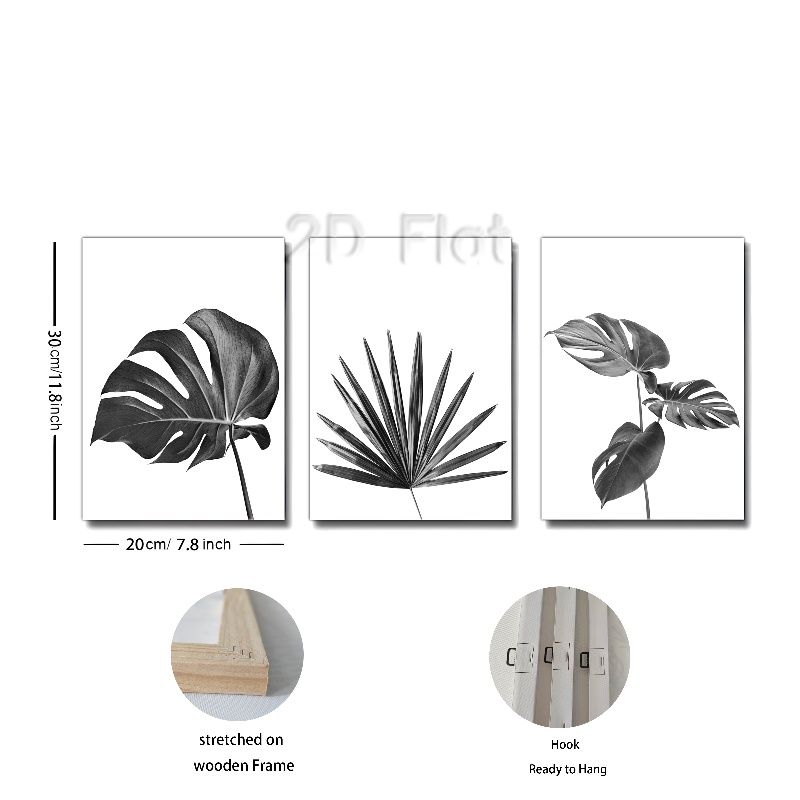 2D Flat
30cm/11.8inch
20cm/ 7.8 inch
stretched on
wooden Frame
Hook
Ready to Hang